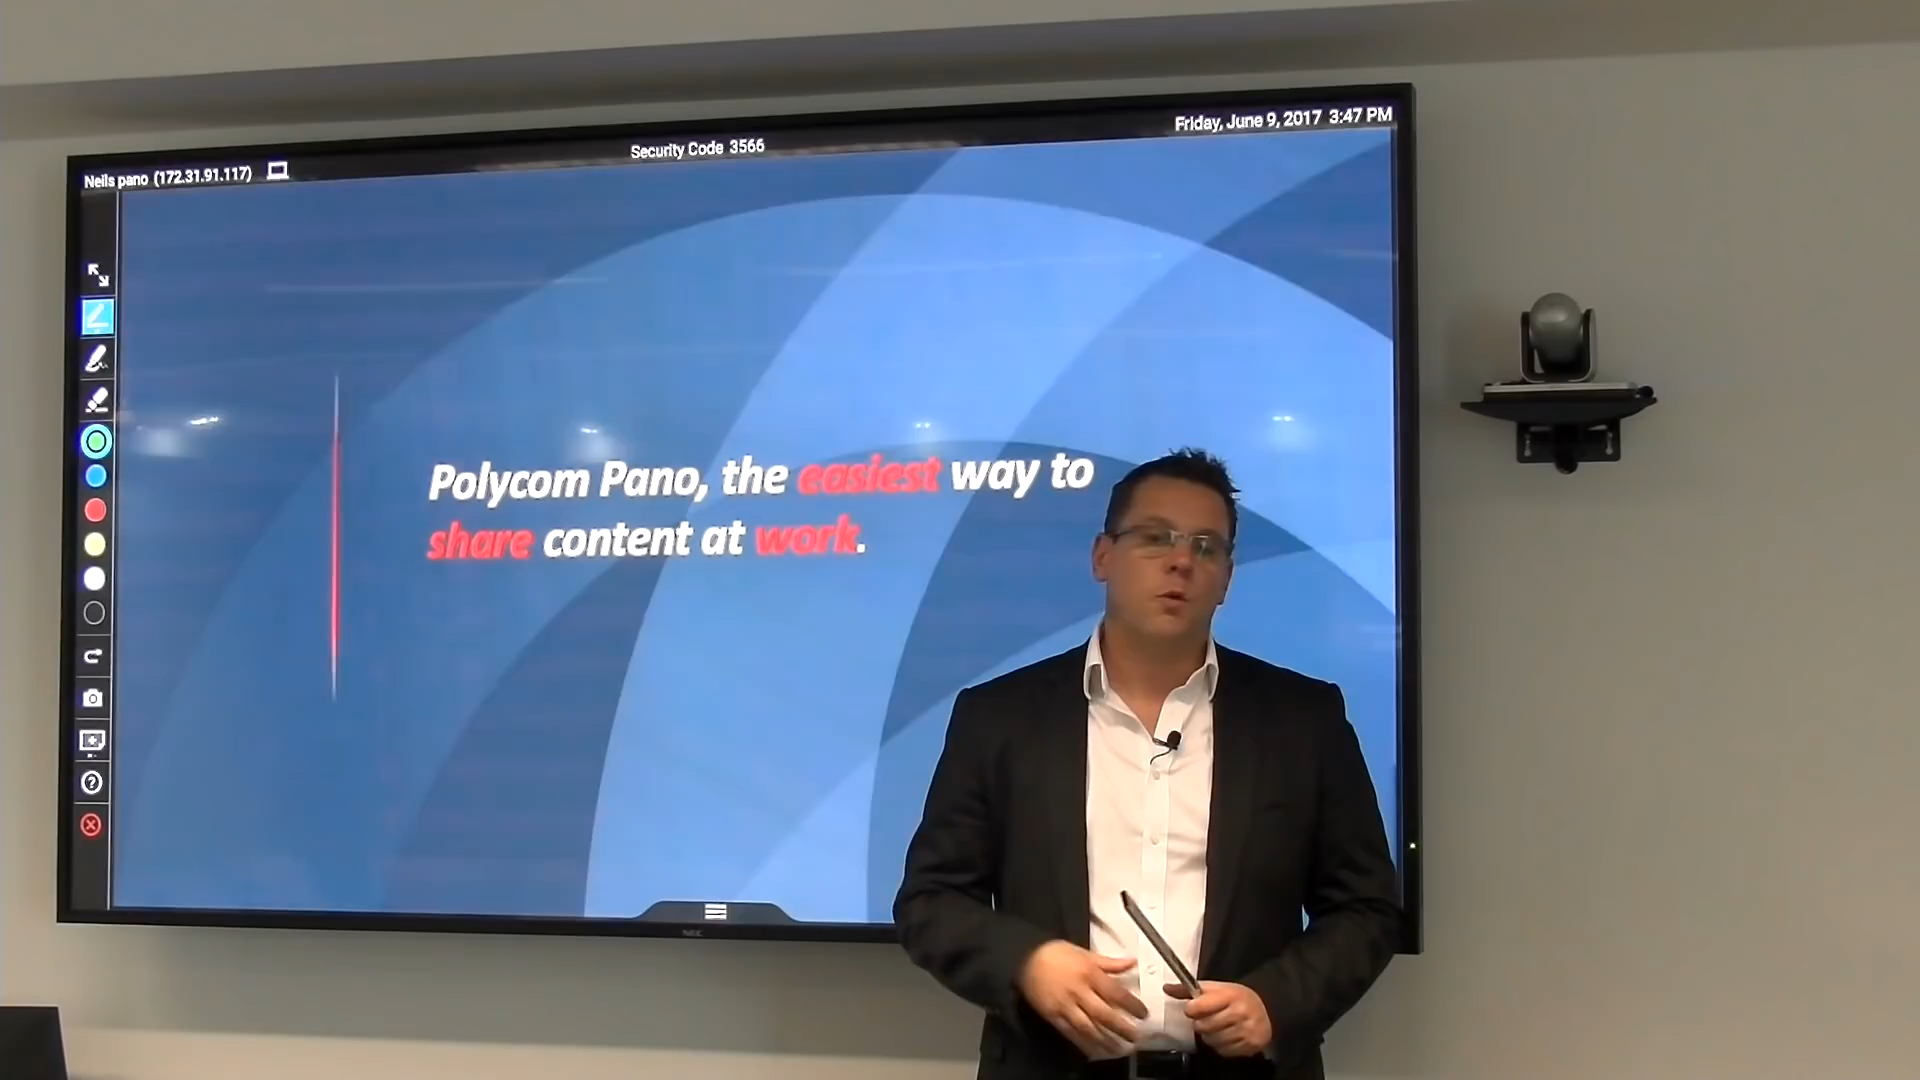 Neils pano (172.31.91.117)
Security Code 3566
Friday, June 9, 2017 3:47 PM
Polycom Pano, the easiest way to
share content at work.
NEC